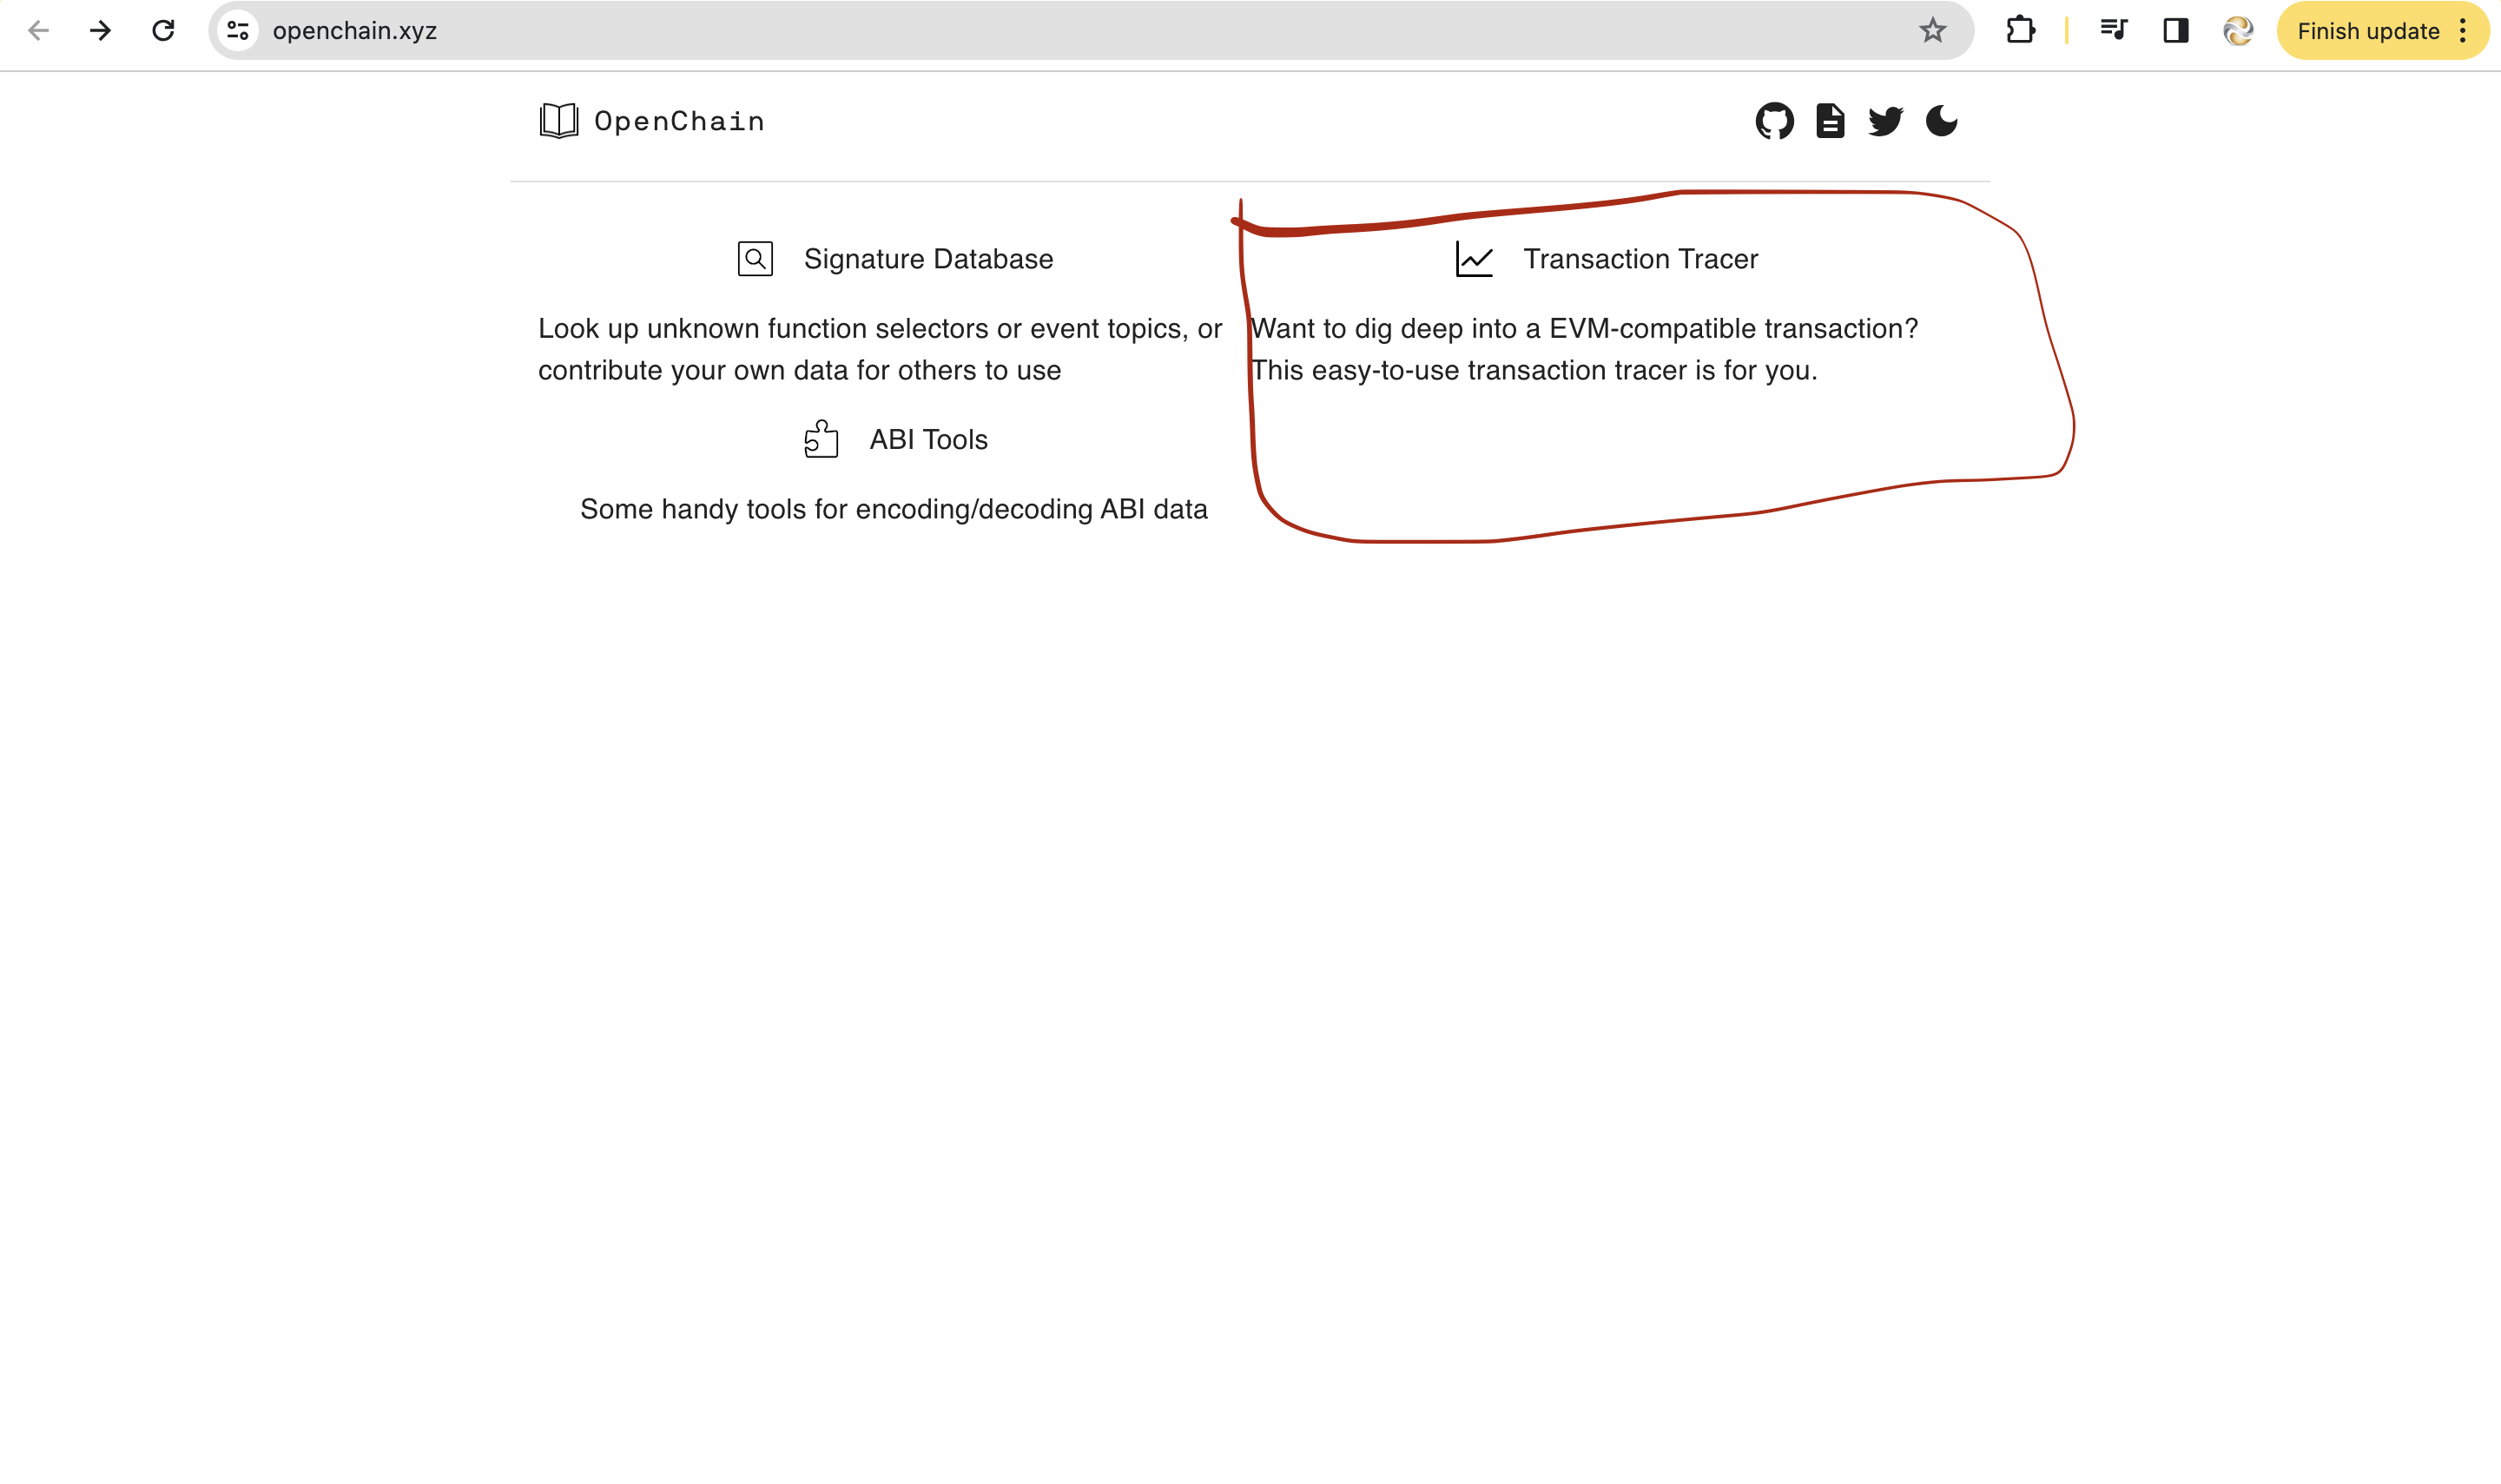 openchain.xyz
Finish update
OpenChain
Signature Database
Look up unknown function selectors or event topics, or
contribute your own data for others to use
Transaction Tracer
Want to dig deep into a EVM-compatible transaction?
This easy-to-use transaction tracer is for you.
ABI Tools
Some handy tools for encoding/decoding ABI data